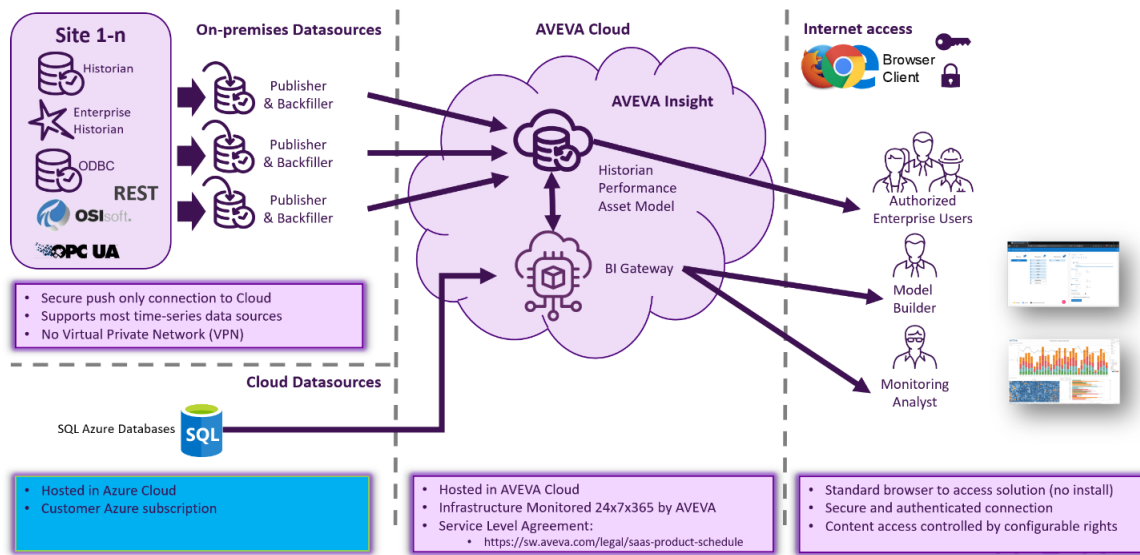 Site 1-n
Historian
Enterprise
Historian
ODBC
REST
OSIsoft.
OPC UA
On-premises Datasources
Publisher
& Backfiller
Publisher
& Backfiller
Publisher
& Backfiller
• Secure push only connection to Cloud
• Supports most time-series data sources
• No Virtual Private Network (VPN)
Cloud Datasources
SQL Azure Databases
SQL
• Hosted in Azure Cloud
• Customer Azure subscription
AVEVA Cloud
AVEVA Insight
Historian
Performance
Asset Model
BI Gateway
• Hosted in AVEVA Cloud
• Infrastructure Monitored 24x7x365 by AVEVA
• Service Level Agreement:
• https://sw.aveva.com/legal/saas-product-schedule
Internet access
Browser
Client
Authorized
Enterprise Users
Model
Builder
Monitoring
Analyst
• Standard browser to access solution (no install)
• Secure and authenticated connection
• Content access controlled by configurable rights